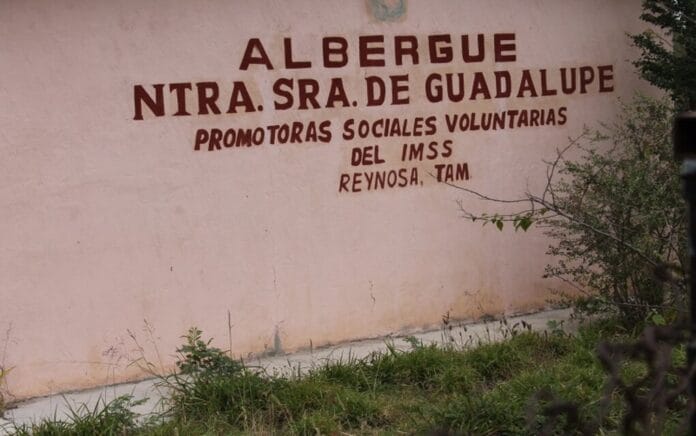 ALBERGUE
NTRA. SRA. DE GUADALUPE
PROMOTORAS SOCIALES VOLUNTARIAS
DEL IMSS
REYNOSA, TAM